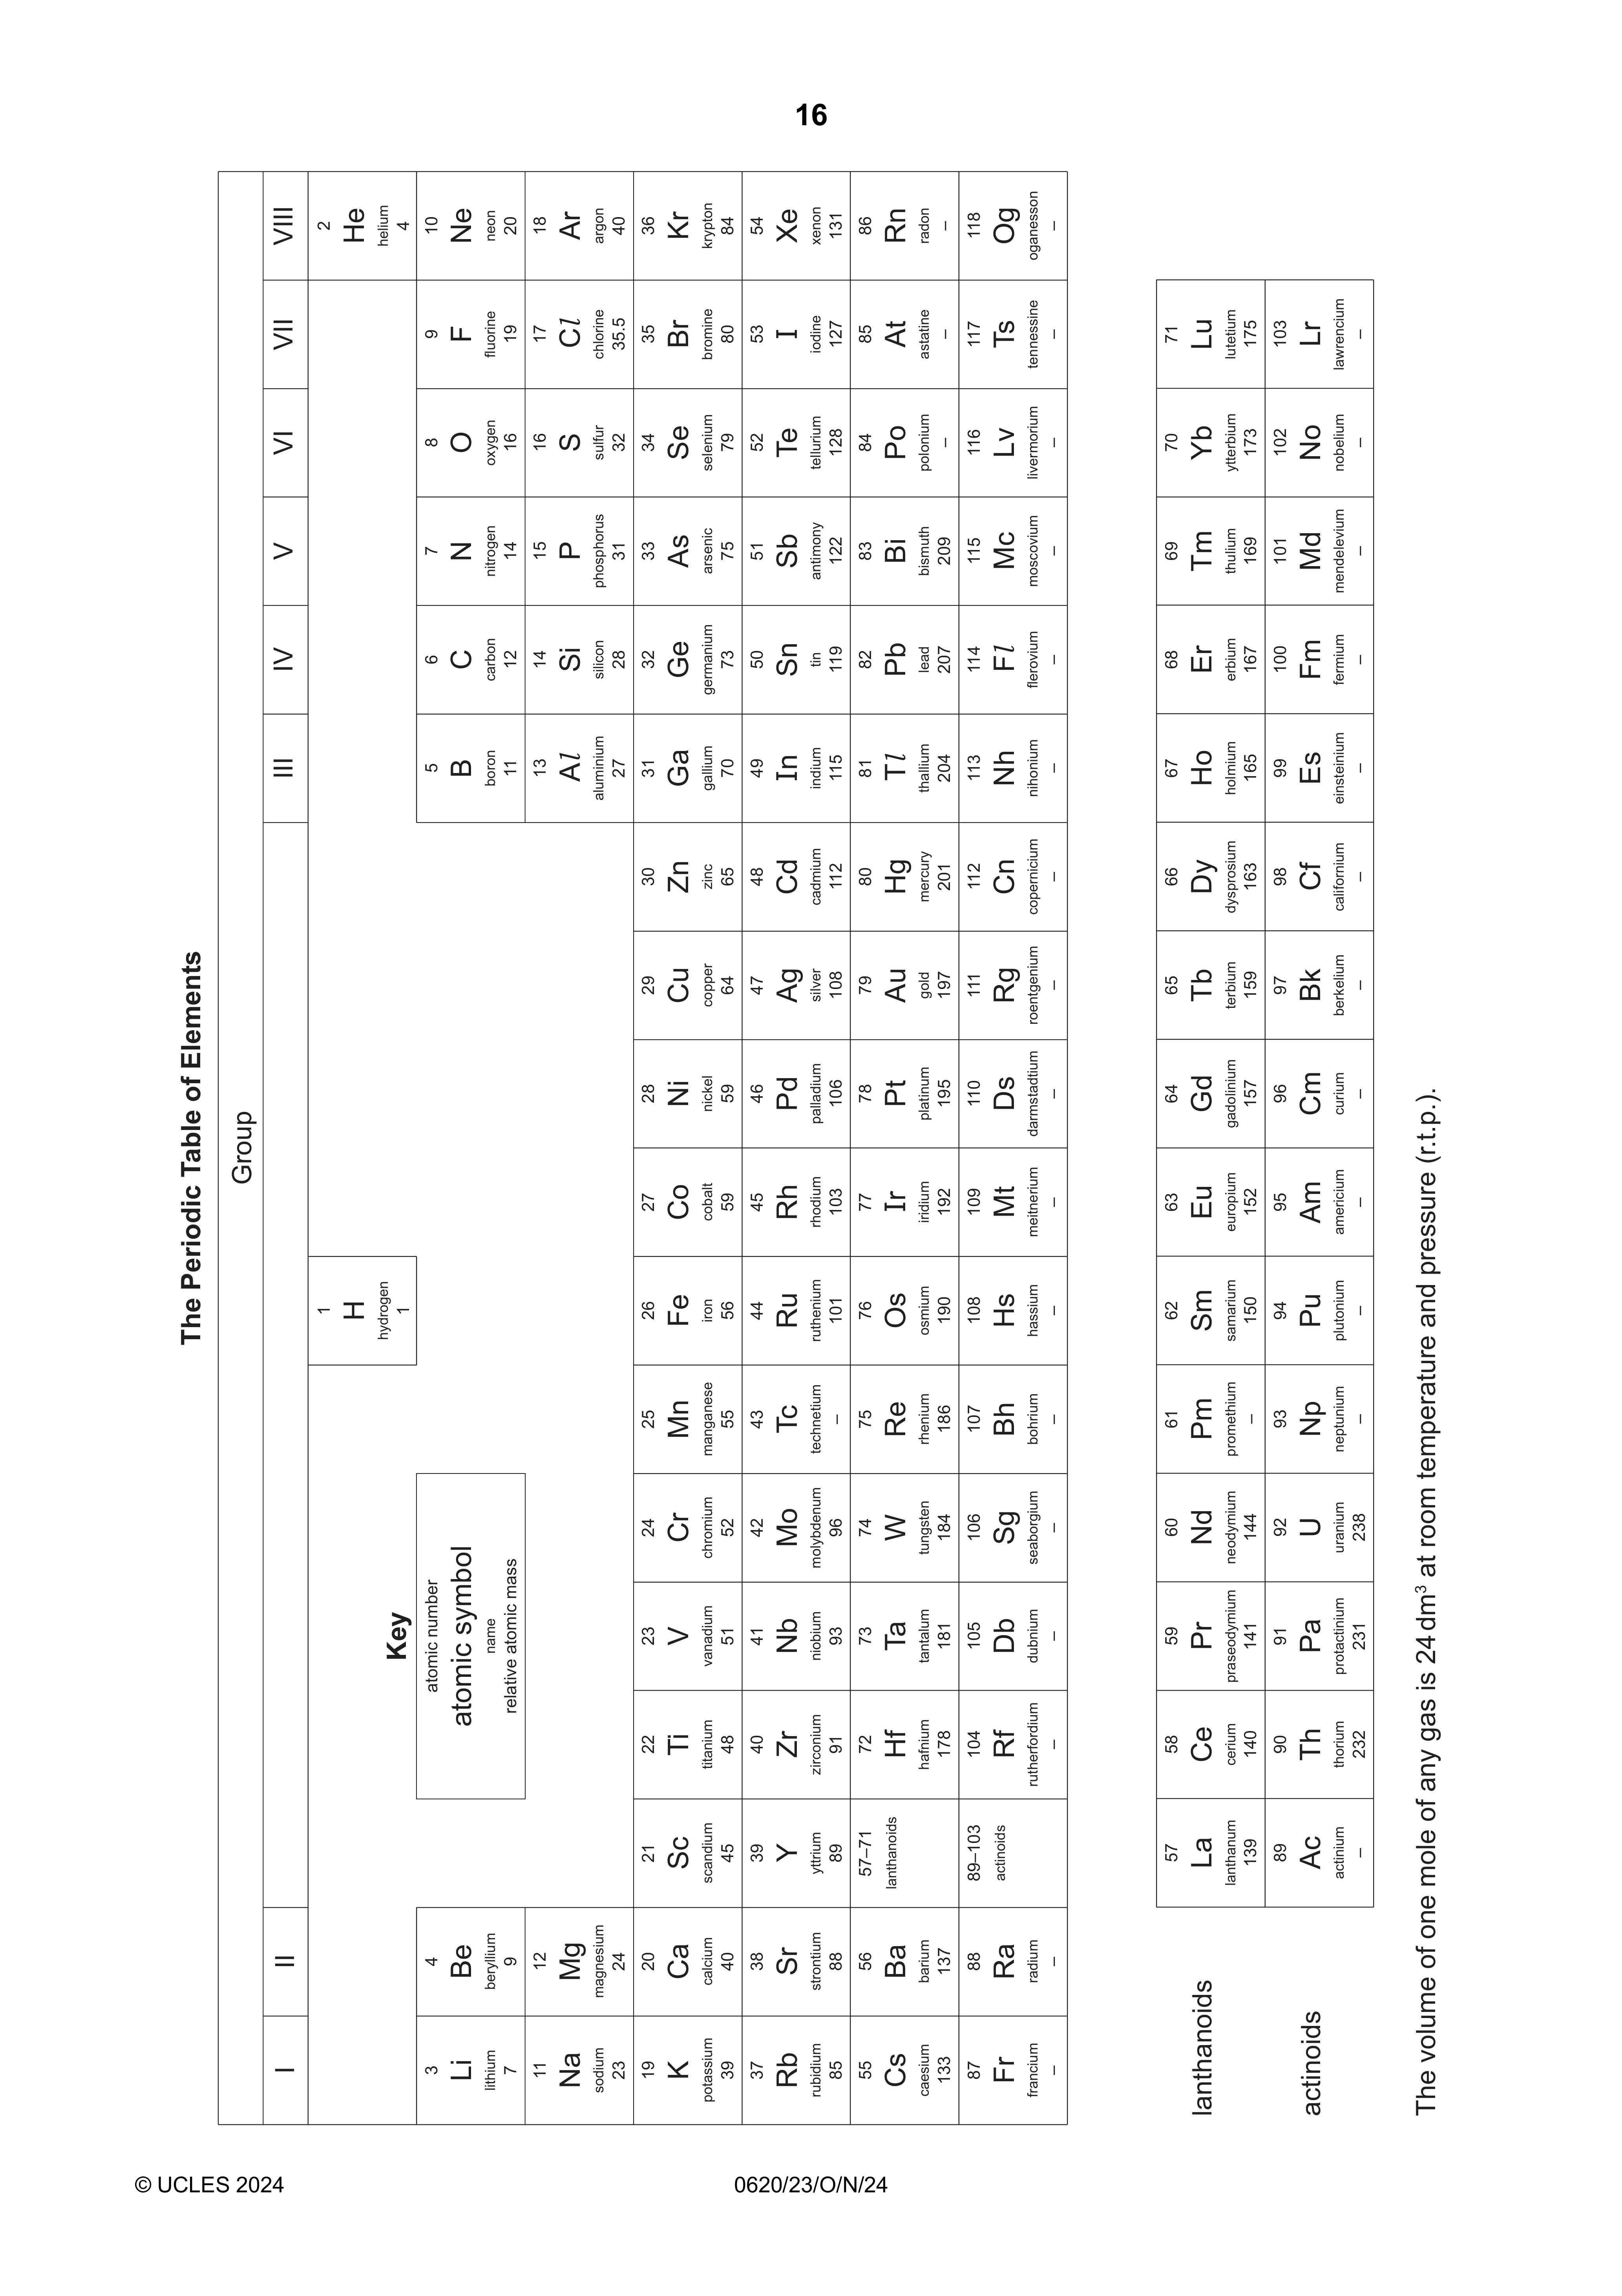 16
The Periodic Table of Elements
Group
I II III IV V VI VII VIII
1 2
H He
hydrogen helium
1 4
Key
3 4 atomic number 5 6 7 8 9 10
Li Be atomic symbol B C N O F Ne
lithium beryllium name boron carbon nitrogen oxygen fluorine neon
7 9 relative atomic mass 11 12 14 16 19 20
11 12 13 14 15 16 17 18
Na Mg Al Si P S Cl Ar
sodium magnesium aluminium silicon phosphorus sulfur chlorine argon
23 24 27 28 31 32 35.5 40
19 20 21 22 23 24 25 26 27 28 29 30 31 32 33 34 35 36
K Ca Sc Ti V Cr Mn Fe Co Ni Cu Zn Ga Ge As Se Br Kr
potassium calcium scandium titanium vanadium chromium manganese iron cobalt nickel copper zinc gallium germanium arsenic selenium bromine krypton
39 40 45 48 51 52 55 56 59 59 64 65 70 73 75 79 80 84
37 38 39 40 41 42 43 44 45 46 47 48 49 50 51 52 53 54
Rb Sr Y Zr Nb Mo Tc Ru Rh Pd Ag Cd In Sn Sb Te I Xe
rubidium strontium yttrium zirconium niobium molybdenum technetium ruthenium rhodium palladium silver cadmium indium tin antimony tellurium iodine xenon
85 88 89 91 93 96 – 101 103 106 108 112 115 119 122 128 127 131
55 56 57–71 72 73 74 75 76 77 78 79 80 81 82 83 84 85 86
Cs Ba lanthanoids Hf Ta W Re Os Ir Pt Au Hg Tl Pb Bi Po At Rn
caesium barium hafnium tantalum tungsten rhenium osmium iridium platinum gold mercury thallium lead bismuth polonium astatine radon
133 137 178 181 184 186 190 192 195 197 201 204 207 209 – – –
87 88 89–103 104 105 106 107 108 109 110 111 112 113 114 115 116 117 118
Fr Ra actinoids Rf Db Sg Bh Hs Mt Ds Rg Cn Nh Fl Mc Lv Ts Og
francium radium rutherfordium dubnium seaborgium bohrium hassium meitnerium darmstadtium roentgenium copernicium nihonium flerovium moscovium livermorium tennessine oganesson
– – – – – – – – – – – – – – – – –
57 58 59 60 61 62 63 64 65 66 67 68 69 70 71
lanthanoids La Ce Pr Nd Pm Sm Eu Gd Tb Dy Ho Er Tm Yb Lu
lanthanum cerium praseodymium neodymium promethium samarium europium gadolinium terbium dysprosium holmium erbium thulium ytterbium lutetium
139 140 141 144 – 150 152 157 159 163 165 167 169 173 175
89 90 91 92 93 94 95 96 97 98 99 100 101 102 103
actinoids Ac Th Pa U Np Pu Am Cm Bk Cf Es Fm Md No Lr
actinium thorium protactinium uranium neptunium plutonium americium curium berkelium californium einsteinium fermium mendelevium nobelium lawrencium
– 232 231 238 – – – – – – – – – – –
The volume of one mole of any gas is 24 dm³ at room temperature and pressure (r.t.p.).
© UCLES 2024 0620/23/O/N/24